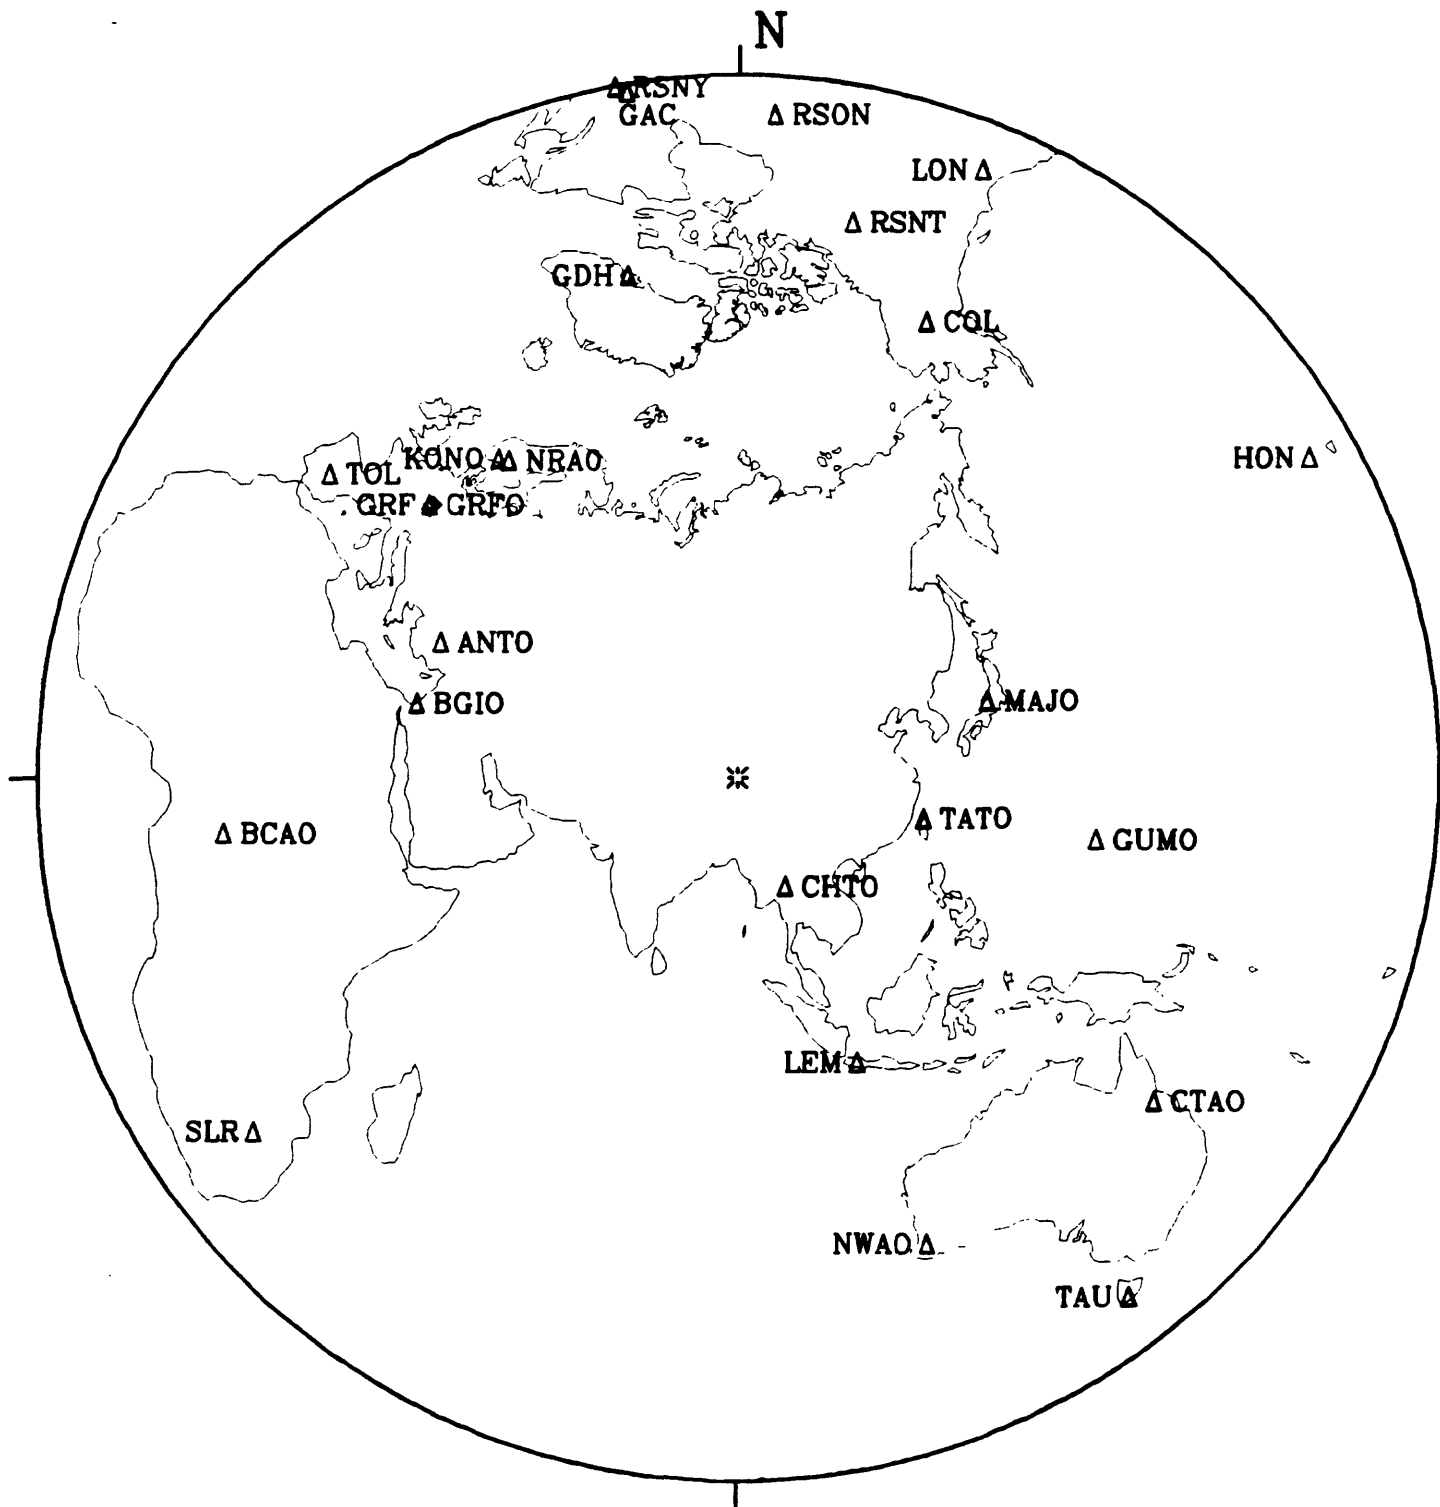 N
RSNY
GAC
RSON
LON
RSNT
GDH
COL
HON
KONO
NRAO
TOL
GRF
GRFO
ANTO
BGIO
MAJO
TATO
BCAO
GUMO
CHTO
LEM
CTAO
SLR
NWAO
TAU